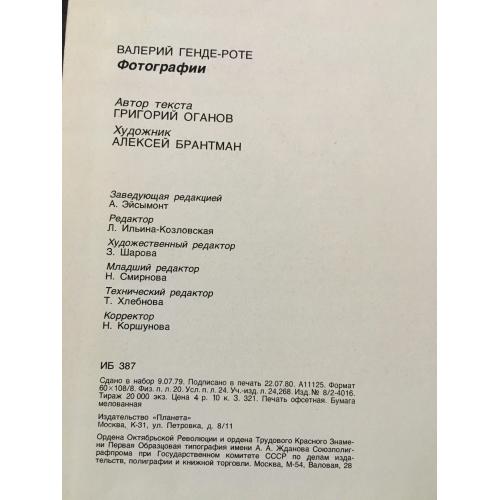 ВАЛЕРИЙ ГЕНДЕ-РОТЕ
Фотографии
Автор текста
ГРИГОРИЙ ОГАНОВ
Художник
АЛЕКСЕЙ БРАНТМАН
Заведующая редакцией
А. Эйсымонт
Редактор
Л. Ильина-Козловская
Художественный редактор
З. Шарова
Младший редактор
Н. Смирнова
Технический редактор
Т. Хлебнова
Корректор
Н. Коршунова
ИБ 387
Сдано в набор 9.07.79. Подписано в печать 22.07.80. А11125. Формат
60×108/8. Физ. п. л. 20. Усл. п. л. 24. Уч.-изд. л. 24,268. Изд.№ 8/2-4016.
Тираж 20 000 экз. Цена 4 р. 10 к. З. 321. Печать офсетная. Бумага
мелованная
Издательство «Планета»
Москва, К-31, ул. Петровка, д. 8/11
Ордена Октябрьской Революции и ордена Трудового Красного Знаме-
ни Первая Образцовая типография имени А. А. Жданова Союзполиг-
рафпрома при Государственном комитете СССР по делам изда-
тельств, полиграфии и книжной торговли. Москва, М-54, Валовая, 28